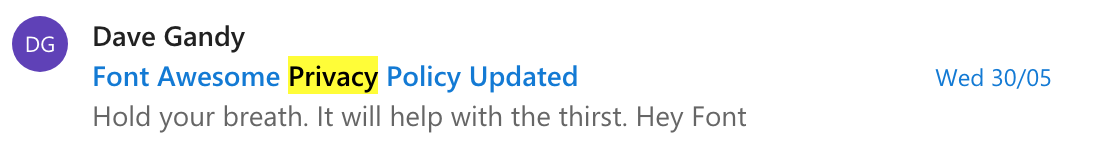 DG
Dave Gandy
Font Awesome Privacy Policy Updated
Wed 30/05
Hold your breath. It will help with the thirst. Hey Font